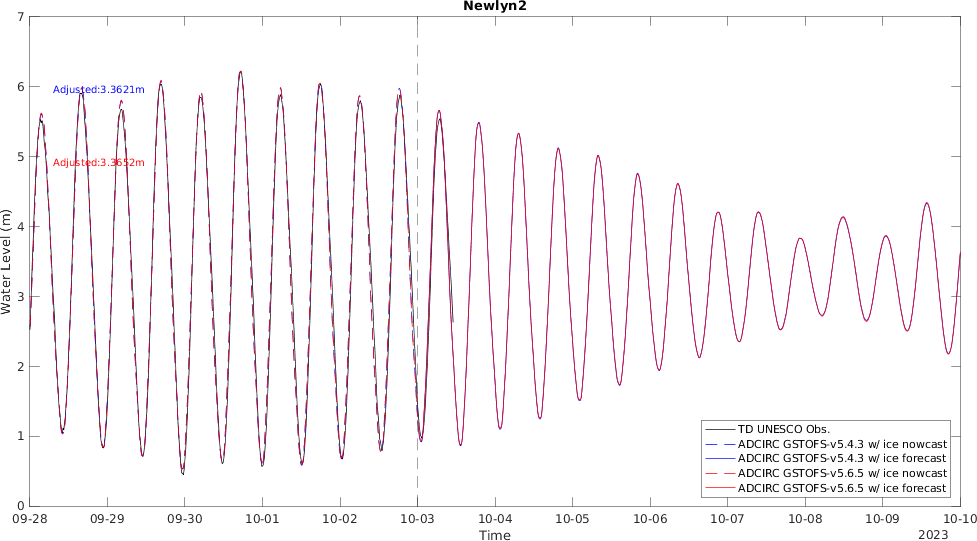 Newlyn2
7
6
5
4
3
2
1
0
Water Level (m)
Adjusted:3.3621m
Adjusted:3.3652m
TD UNESCO Obs.
ADCIRC GSTOFS-v5.4.3 w/ ice nowcast
ADCIRC GSTOFS-v5.4.3 w/ ice forecast
ADCIRC GSTOFS-v5.6.5 w/ ice nowcast
ADCIRC GSTOFS-v5.6.5 w/ ice forecast
09-28 09-29 09-30 10-01 10-02 10-03 10-04 10-05 10-06 10-07 10-08 10-09 10-10
Time
2023